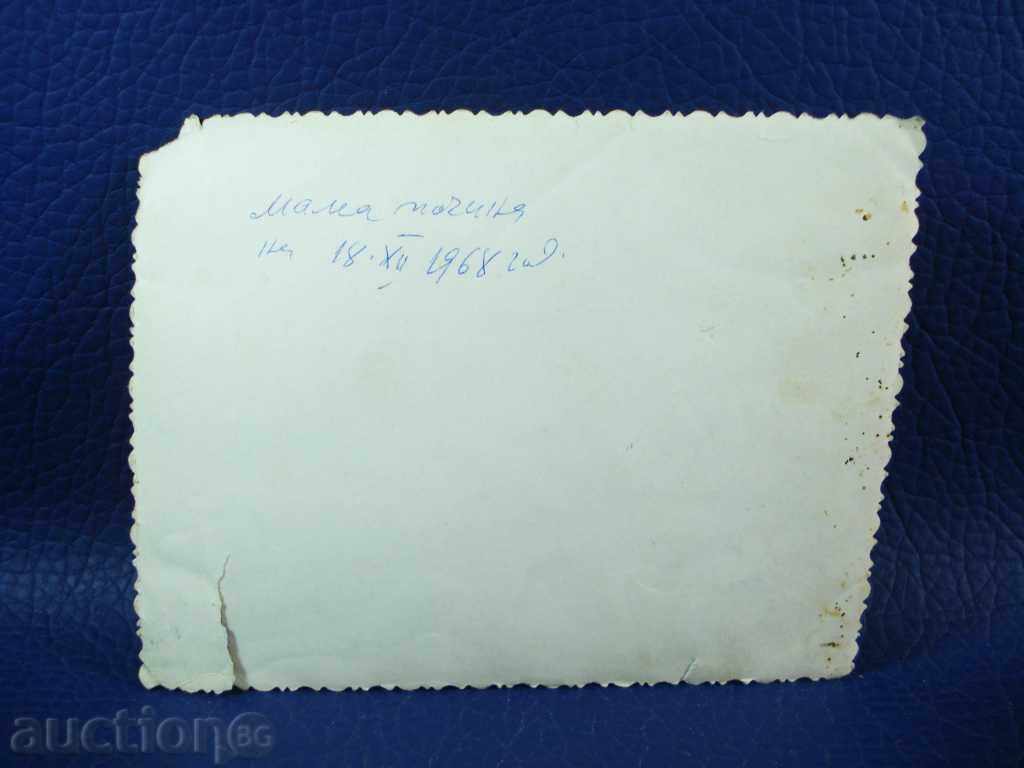 мама почина
на 18.XII 1968 год.
auctionBG